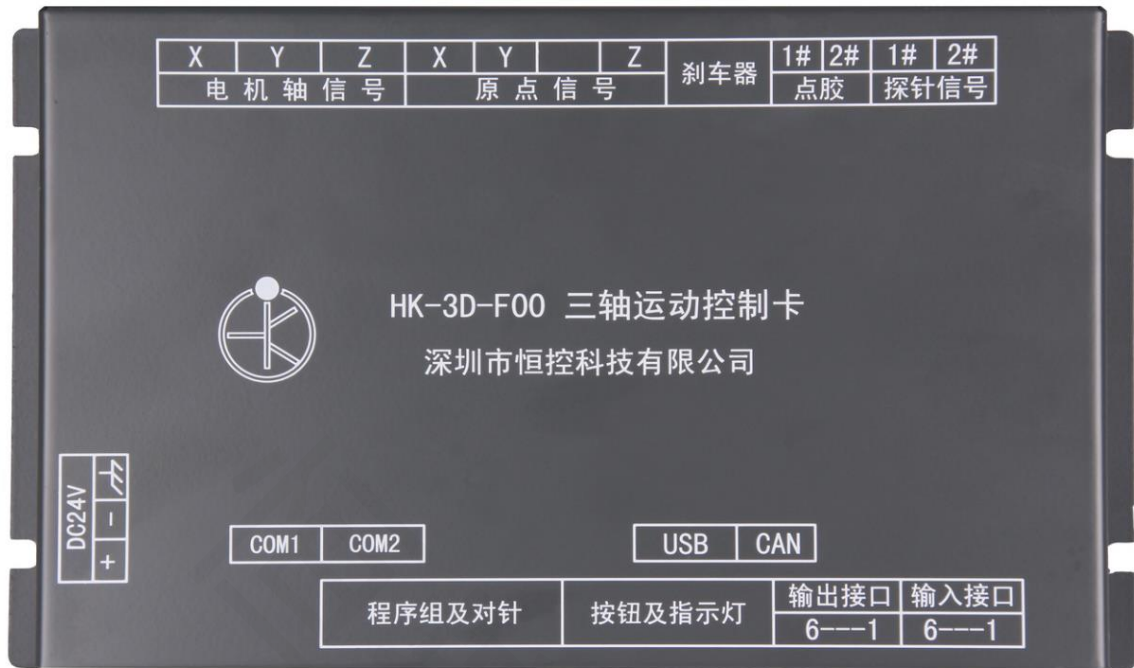 X Y Z X Y Z 刹车器 1# 2# 1# 2#
电机轴信号 原点信号 点胶 探针信号
HK-3D-F00 三轴运动控制卡
深圳市恒控科技有限公司
DC24V - +
COM1 COM2 USB CAN
程序组及对针 按钮及指示灯 输出接口 输入接口
6---1 6---1